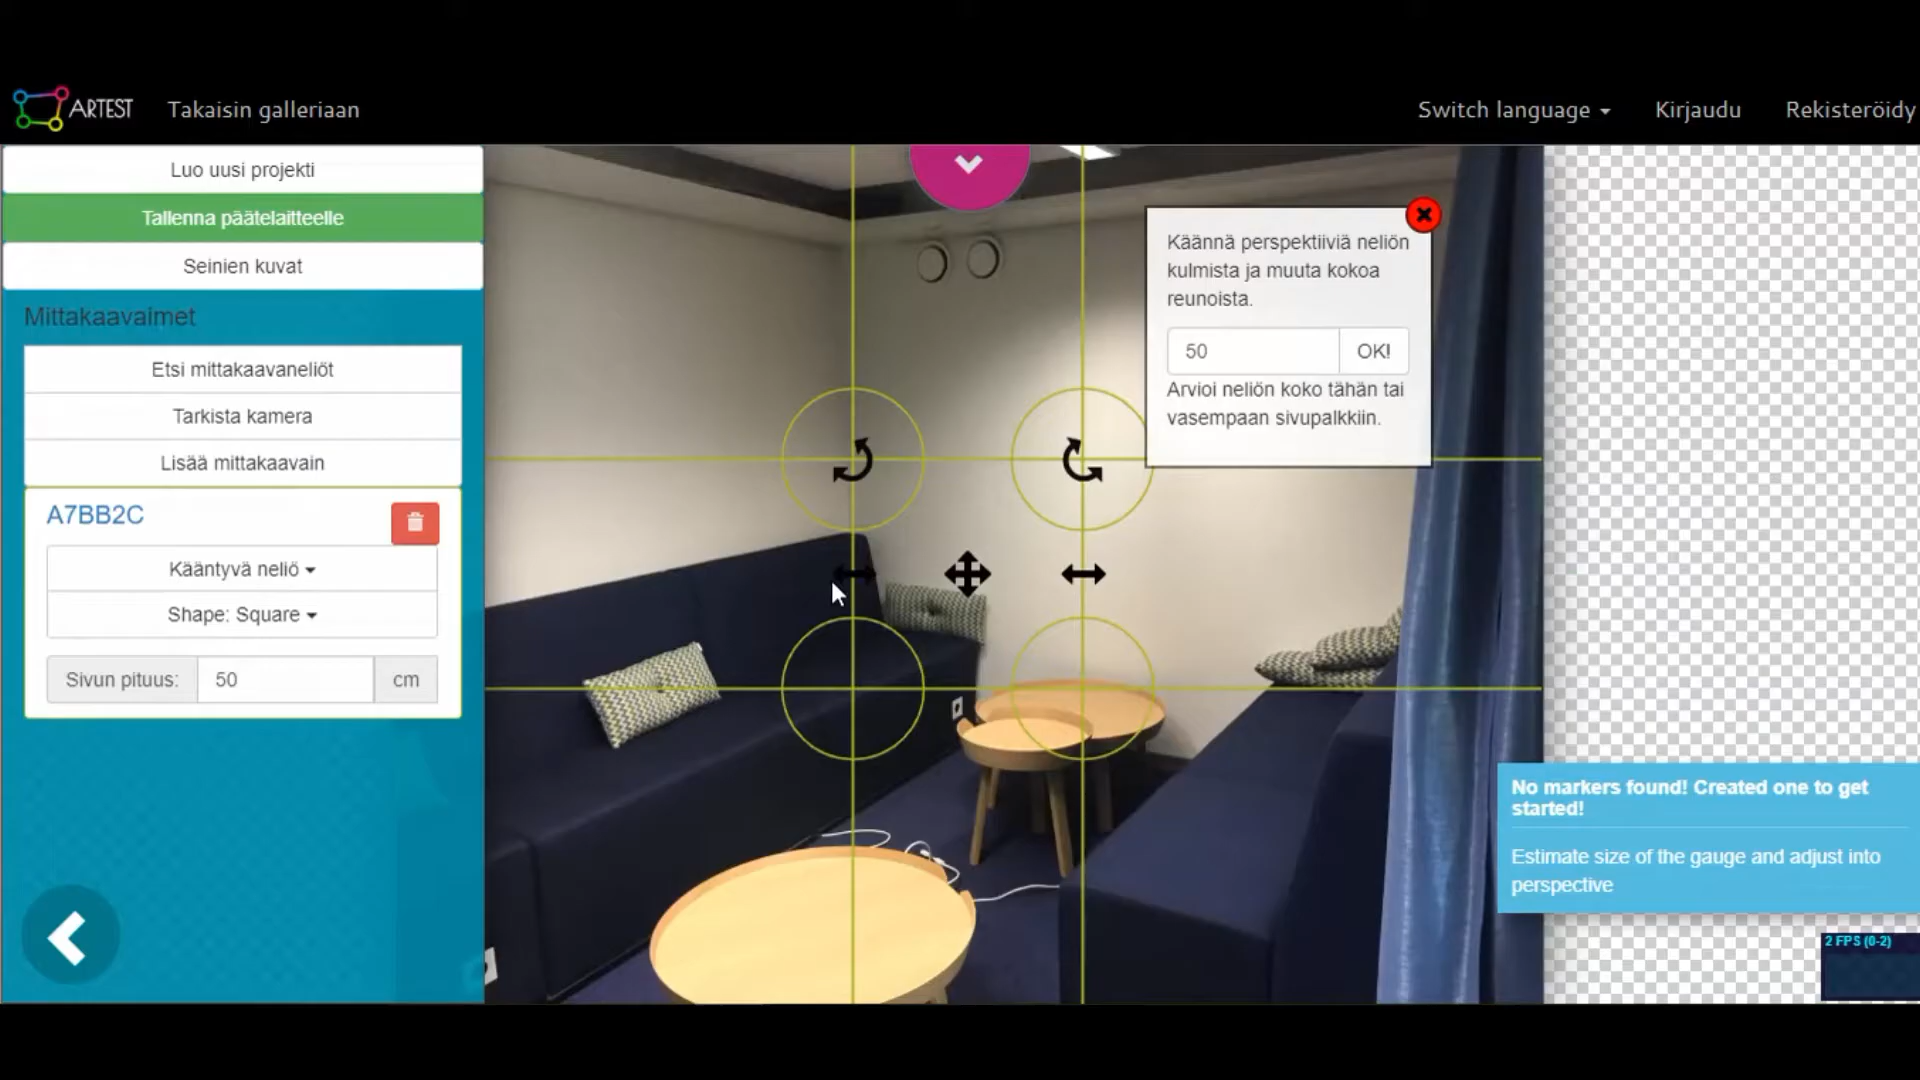 ARTEST
Takaisin galleriaan
Switch language
Kirjaudu
Rekisteröidy
Luo uusi projekti
Tallenna päätelaitteelle
Seinien kuvat
Mittakaavaimet
Etsi mittakaavaneliöt
Tarkista kamera
Lisää mittakaavain
A7BB2C
Kääntyvä neliö
Shape: Square
Sivun pituus: 50 cm
Käännä perspektiiviä neliön
kulmista ja muuta kokoa
reunoista.
50 OK!
Arvioi neliön koko tähän tai
vasempaan sivupalkkiin.
No markers found! Created one to get
started!
Estimate size of the gauge and adjust into
perspective
2 FPS (0-2)